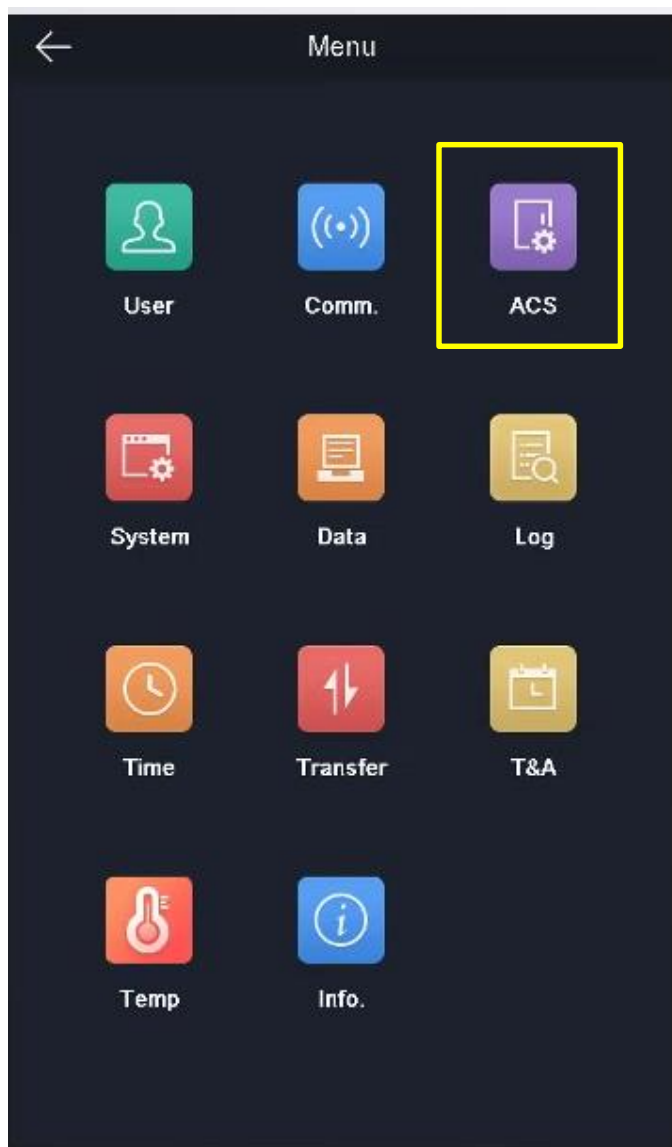 Menu
User Comm. ACS
System Data Log
Time Transfer T&A
Temp Info.